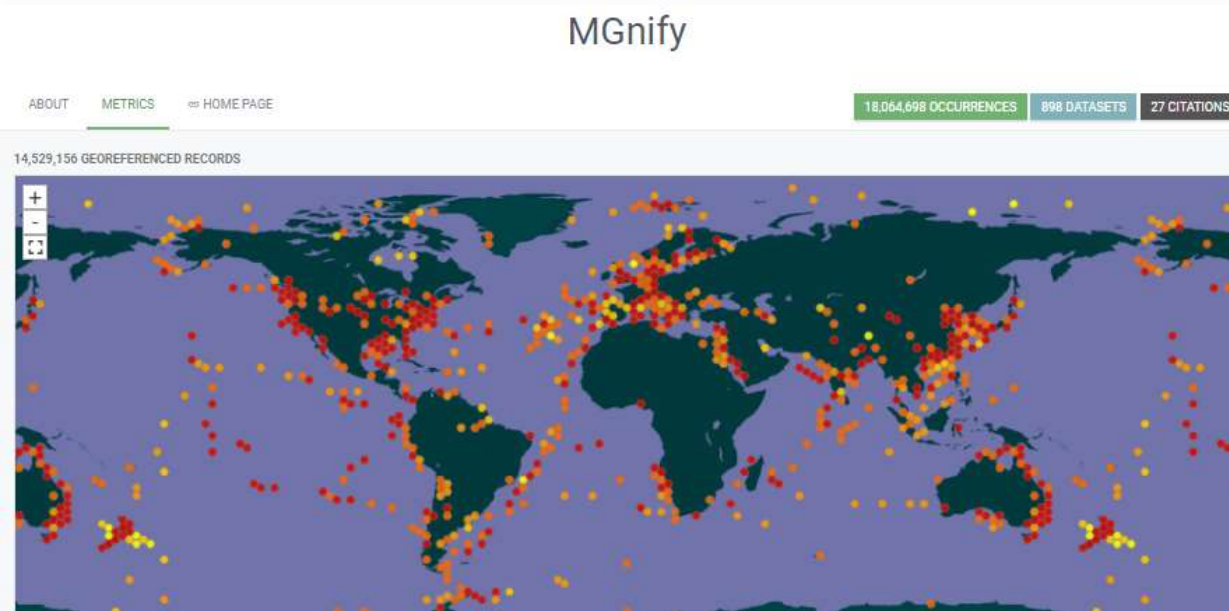 MGnify
ABOUT METRICS HOME PAGE
18,064,698 OCCURRENCES 898 DATASETS 27 CITATIONS
14,529,156 GEOREFERENCED RECORDS
+
-